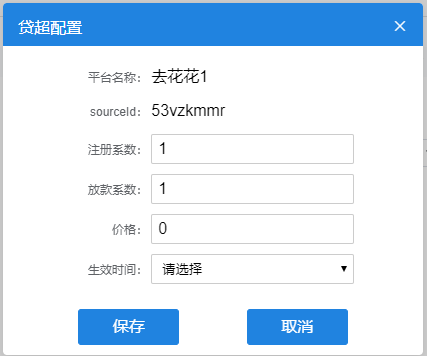 贷超配置 ×
平台名称： 去花花1
sourceId： 53vzkmmr
注册系数： 1
放款系数： 1
价格： 0
生效时间： 请选择
保存 取消